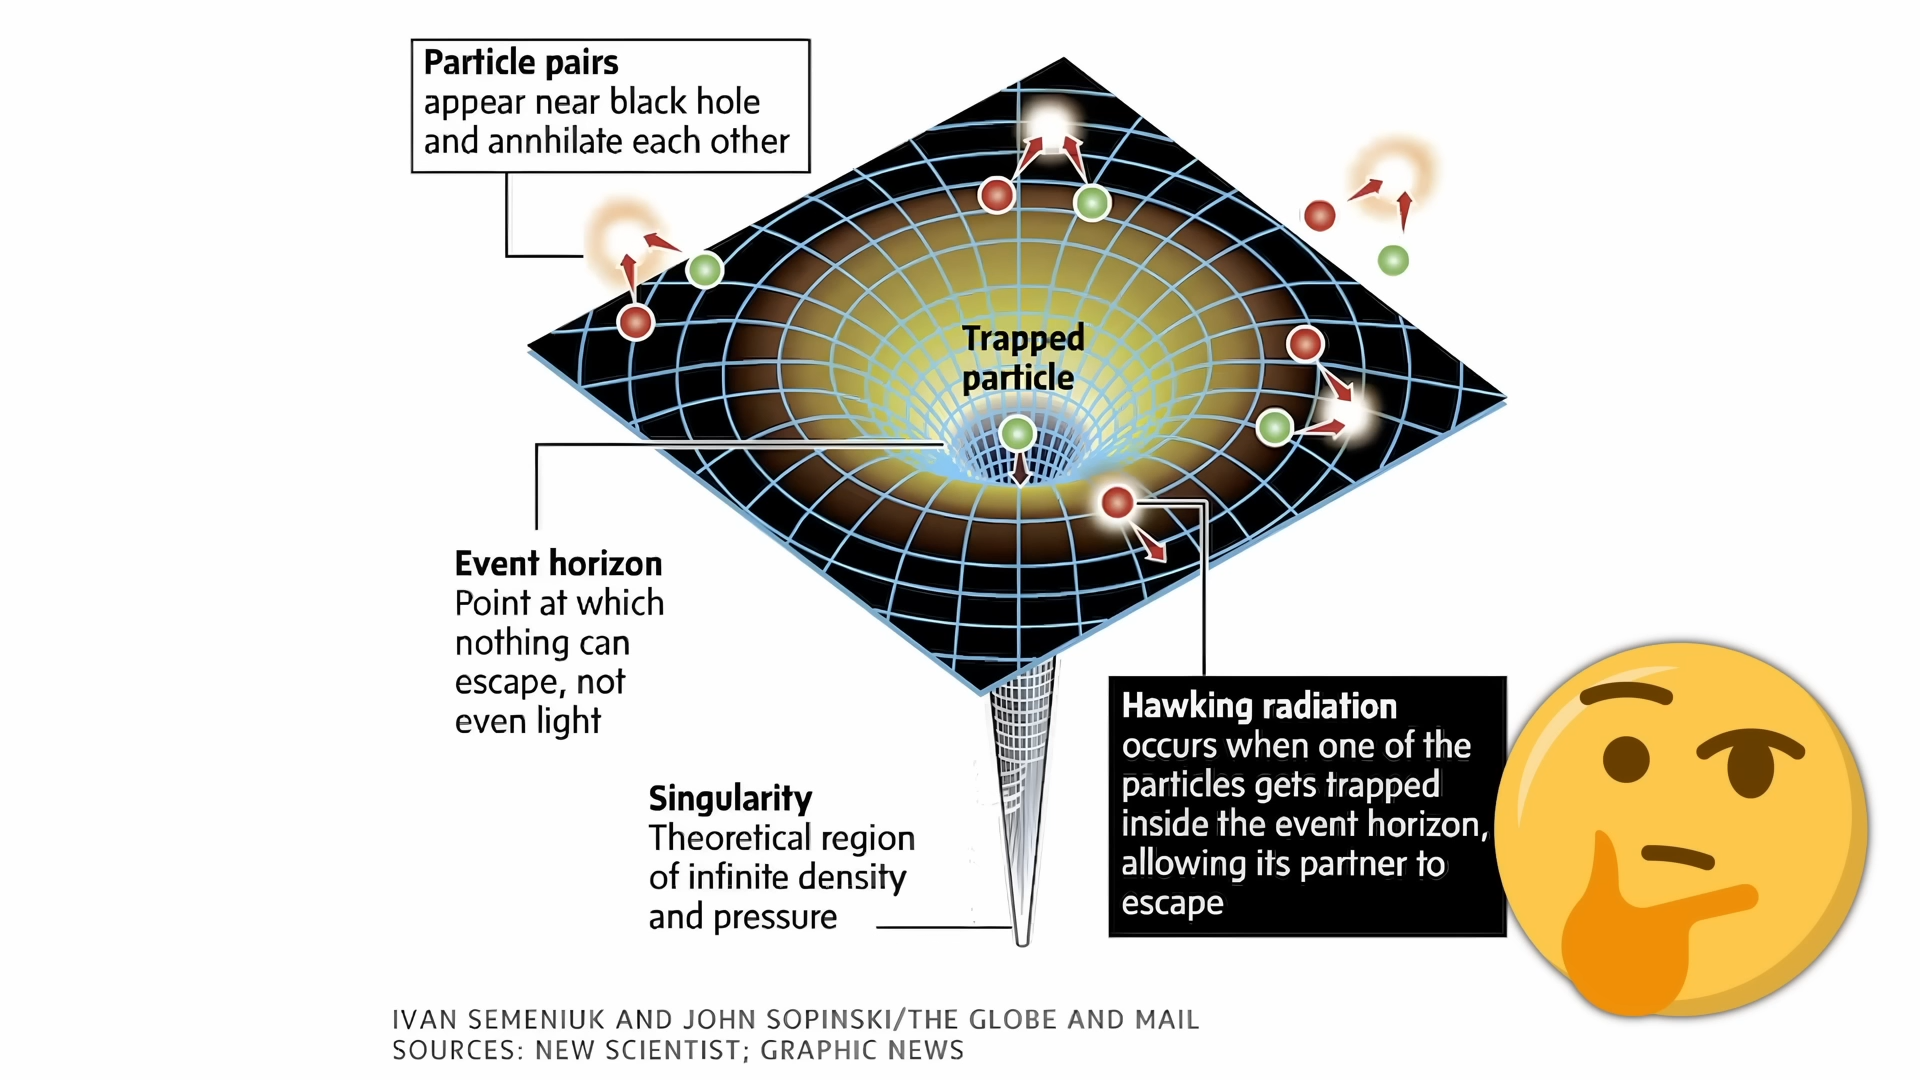 Particle pairs
appear near black hole
and annhilate each other
Trapped
particle
Event horizon
Point at which
nothing can
escape, not
even light
Singularity
Theoretical region
of infinite density
and pressure
Hawking radiation
occurs when one of the
particles gets trapped
inside the event horizon,
allowing its partner to
escape
IVAN SEMENIUK AND JOHN SOPINSKI/THE GLOBE AND MAIL
SOURCES: NEW SCIENTIST; GRAPHIC NEWS